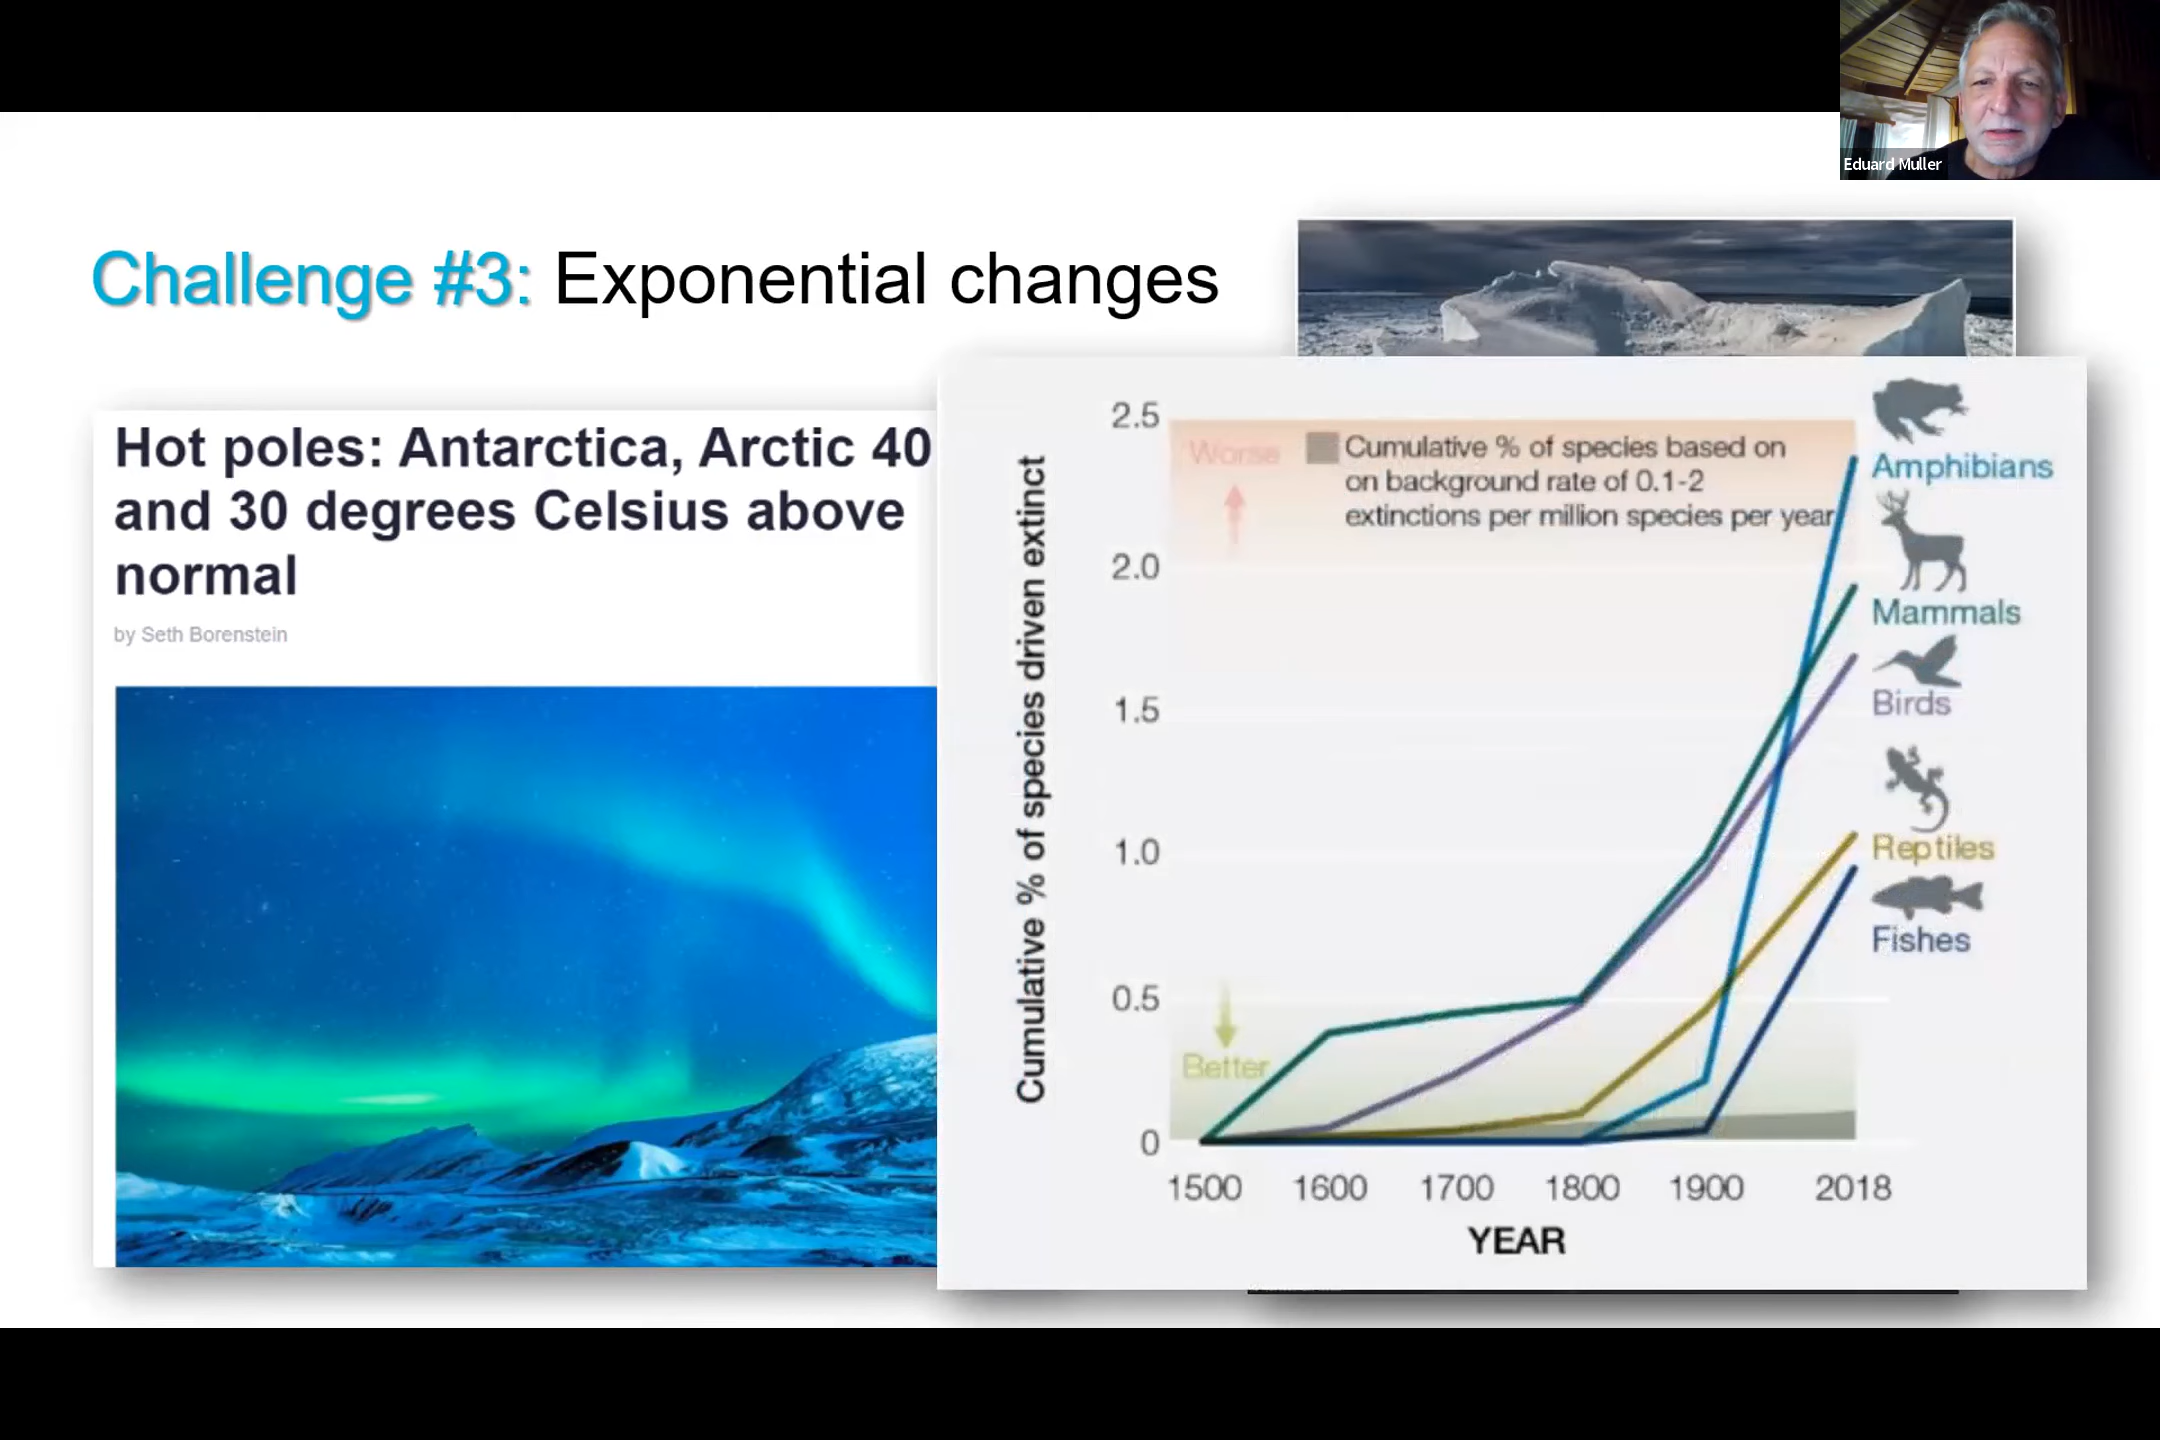 Eduard Muller
Challenge #3: Exponential changes
Hot poles: Antarctica, Arctic 40
and 30 degrees Celsius above
normal
by Seth Borenstein
Cumulative % of species driven extinct
2.5
2.0
1.5
1.0
0.5
0
Worse
Cumulative % of species based on
on background rate of 0.1-2
extinctions per million species per year
Better
Amphibians
Mammals
Birds
Reptiles
Fishes
1500 1600 1700 1800 1900 2018
YEAR